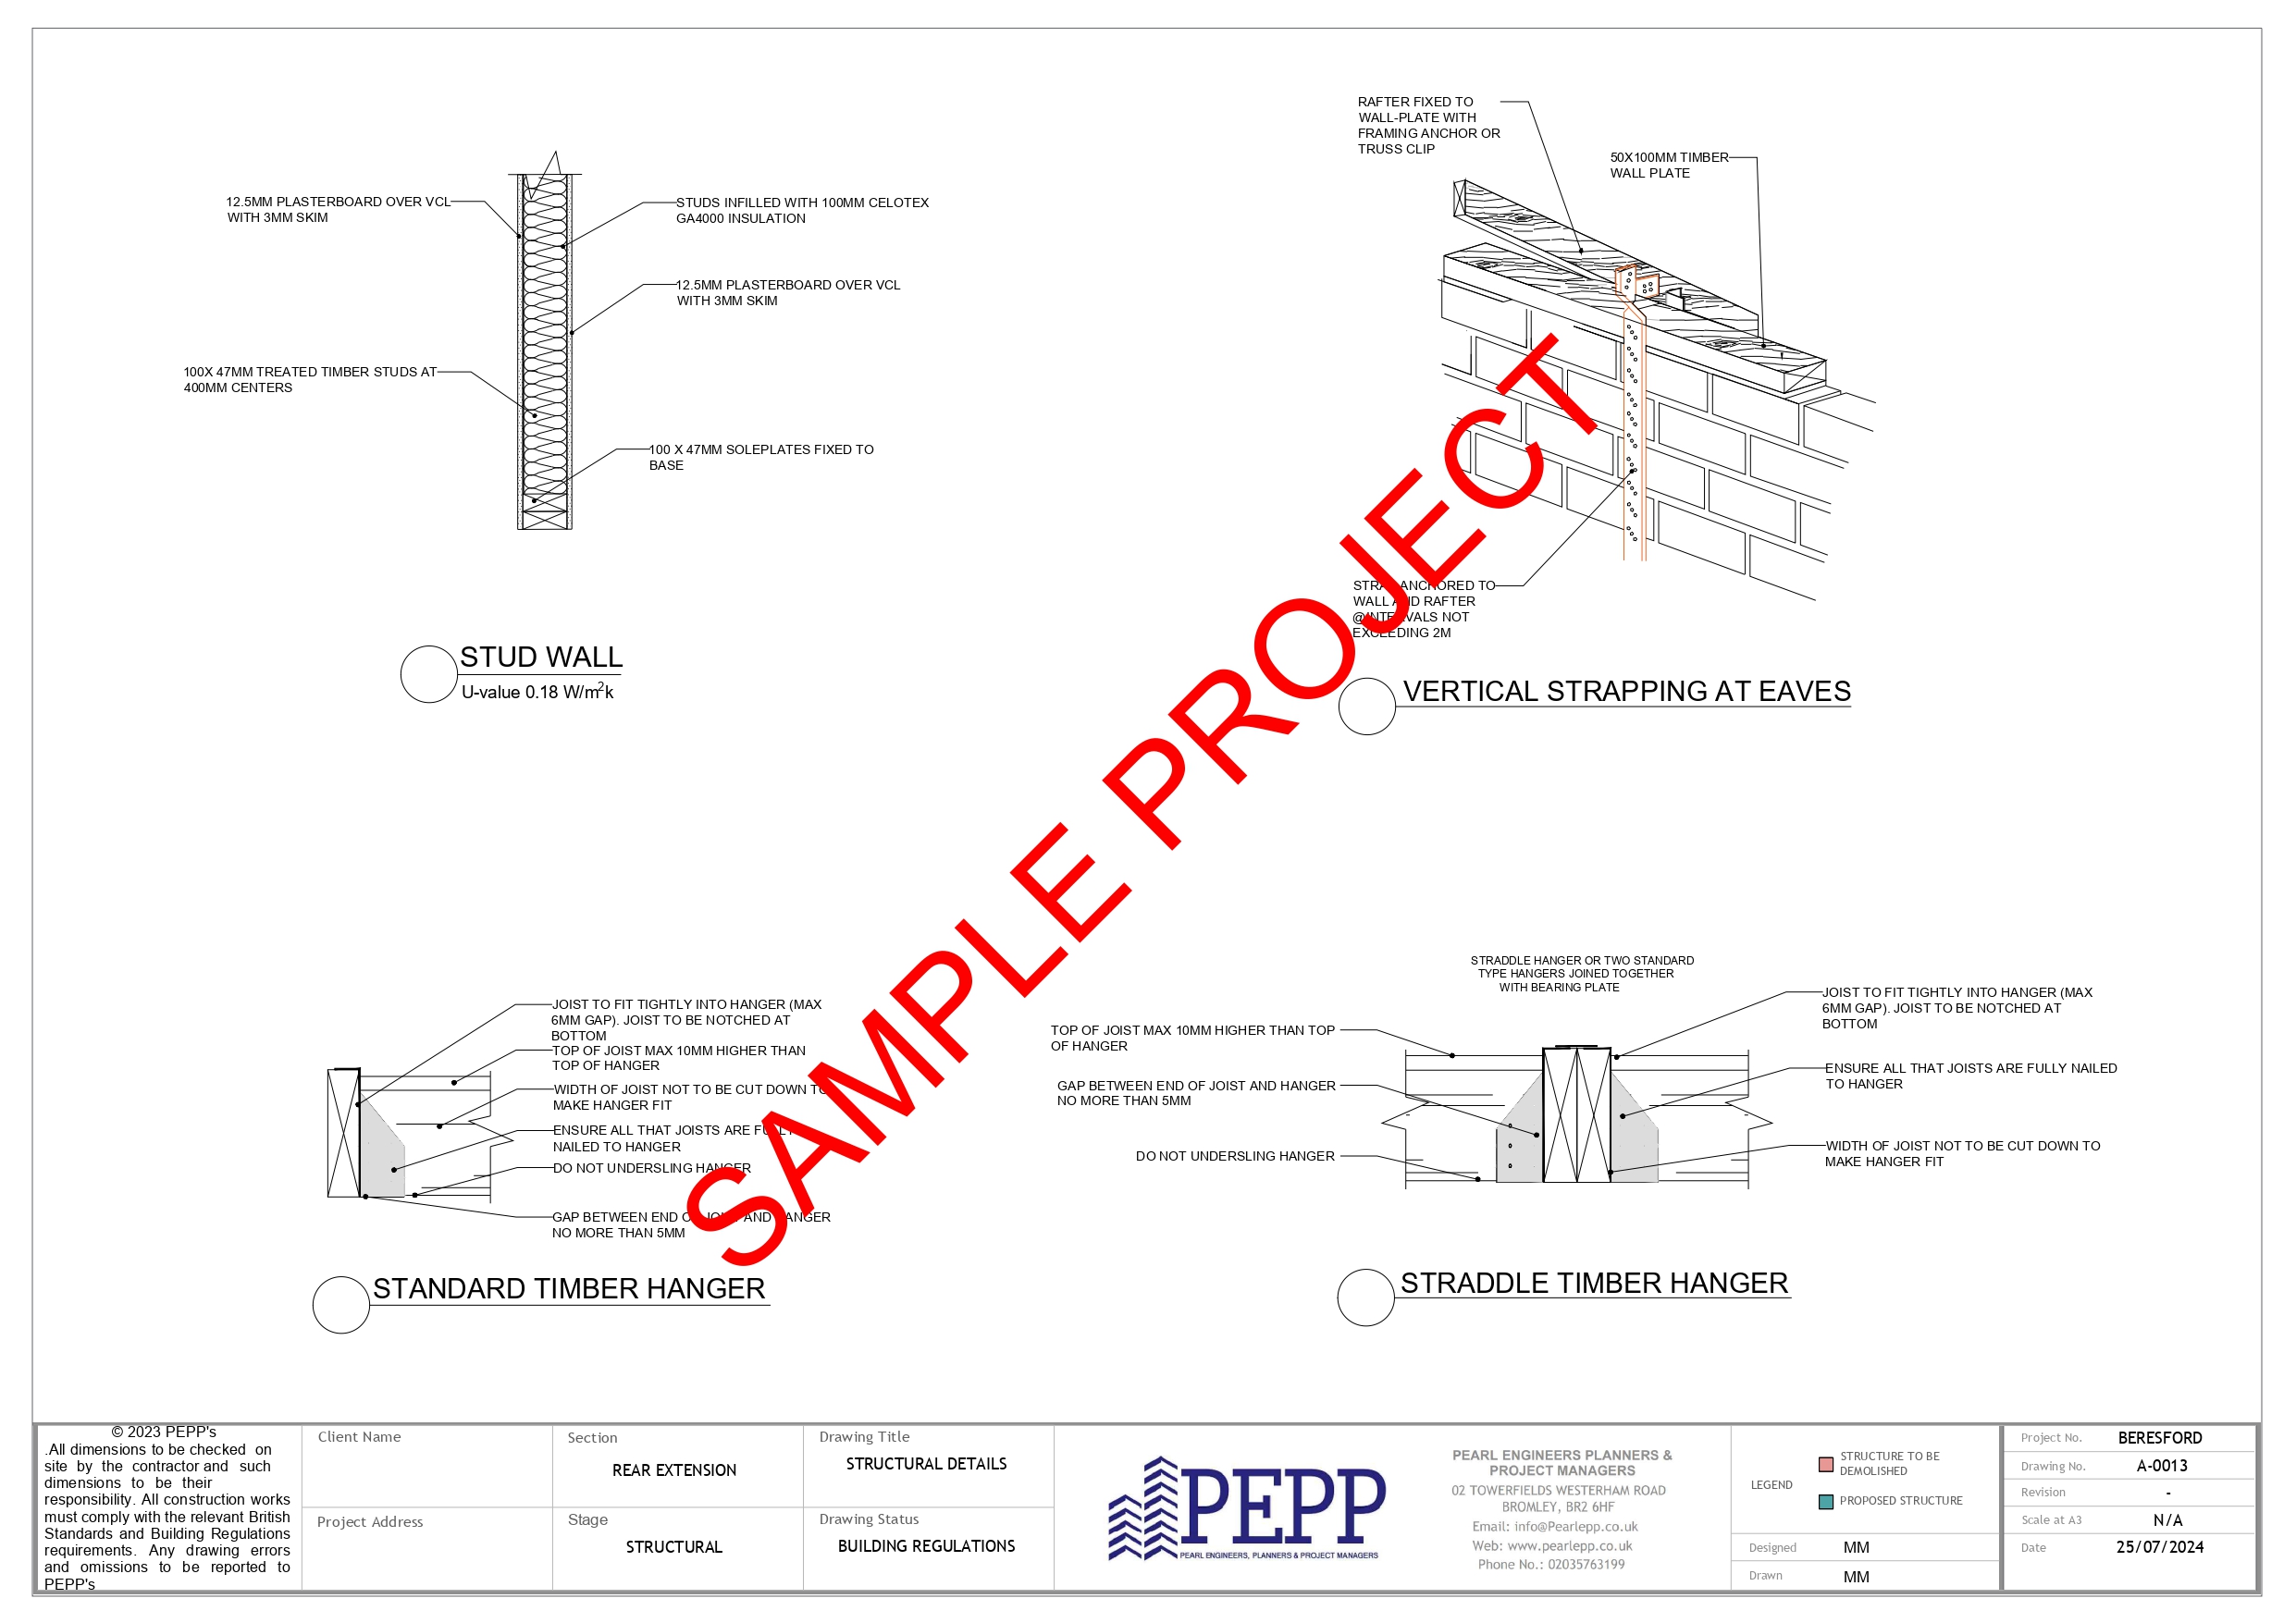 RAFTER FIXED TO
WALL-PLATE WITH
FRAMING ANCHOR OR
TRUSS CLIP
50X100MM TIMBER
WALL PLATE
12.5MM PLASTERBOARD OVER VCL
WITH 3MM SKIM
STUDS INFILLED WITH 100MM CELOTEX
GA4000 INSULATION
12.5MM PLASTERBOARD OVER VCL
WITH 3MM SKIM
100X 47MM TREATED TIMBER STUDS AT
400MM CENTERS
100 X 47MM SOLEPLATES FIXED TO
BASE
STRAP ANCHORED TO
WALL AND RAFTER
@INTERVALS NOT
EXCEEDING 2M
STUD WALL
U-value 0.18 W/m²k
VERTICAL STRAPPING AT EAVES
SAMPLE PROJECT
JOIST TO FIT TIGHTLY INTO HANGER (MAX
6MM GAP). JOIST TO BE NOTCHED AT
BOTTOM
TOP OF JOIST MAX 10MM HIGHER THAN
TOP OF HANGER
WIDTH OF JOIST NOT TO BE CUT DOWN TO
MAKE HANGER FIT
ENSURE ALL THAT JOISTS ARE FULLY
NAILED TO HANGER
DO NOT UNDERSLING HANGER
GAP BETWEEN END OF JOIST AND HANGER
NO MORE THAN 5MM
STANDARD TIMBER HANGER
STRADDLE HANGER OR TWO STANDARD
TYPE HANGERS JOINED TOGETHER
WITH BEARING PLATE
TOP OF JOIST MAX 10MM HIGHER THAN TOP
OF HANGER
GAP BETWEEN END OF JOIST AND HANGER
NO MORE THAN 5MM
DO NOT UNDERSLING HANGER
JOIST TO FIT TIGHTLY INTO HANGER (MAX
6MM GAP). JOIST TO BE NOTCHED AT
BOTTOM
ENSURE ALL THAT JOISTS ARE FULLY NAILED
TO HANGER
WIDTH OF JOIST NOT TO BE CUT DOWN TO
MAKE HANGER FIT
STRADDLE TIMBER HANGER
© 2023 PEPP's
.All dimensions to be checked on
site by the contractor and such
dimensions to be their
responsibility. All construction works
must comply with the relevant British
Standards and Building Regulations
requirements. Any drawing errors
and omissions to be reported to
PEPP's
Client Name
Project Address
Section
REAR EXTENSION
Stage
STRUCTURAL
Drawing Title
STRUCTURAL DETAILS
Drawing Status
BUILDING REGULATIONS
PEPP
PEARL ENGINEERS, PLANNERS & PROJECT MANAGERS
PEARL ENGINEERS PLANNERS &
PROJECT MANAGERS
02 TOWERFIELDS WESTERHAM ROAD
BROMLEY, BR2 6HF
Email: info@Pearlepp.co.uk
Web: www.pearlepp.co.uk
Phone No.: 02035763199
LEGEND
STRUCTURE TO BE
DEMOLISHED
PROPOSED STRUCTURE
Designed MM
Drawn MM
Project No. BERESFORD
Drawing No. A-0013
Revision -
Scale at A3 N/A
Date 25/07/2024